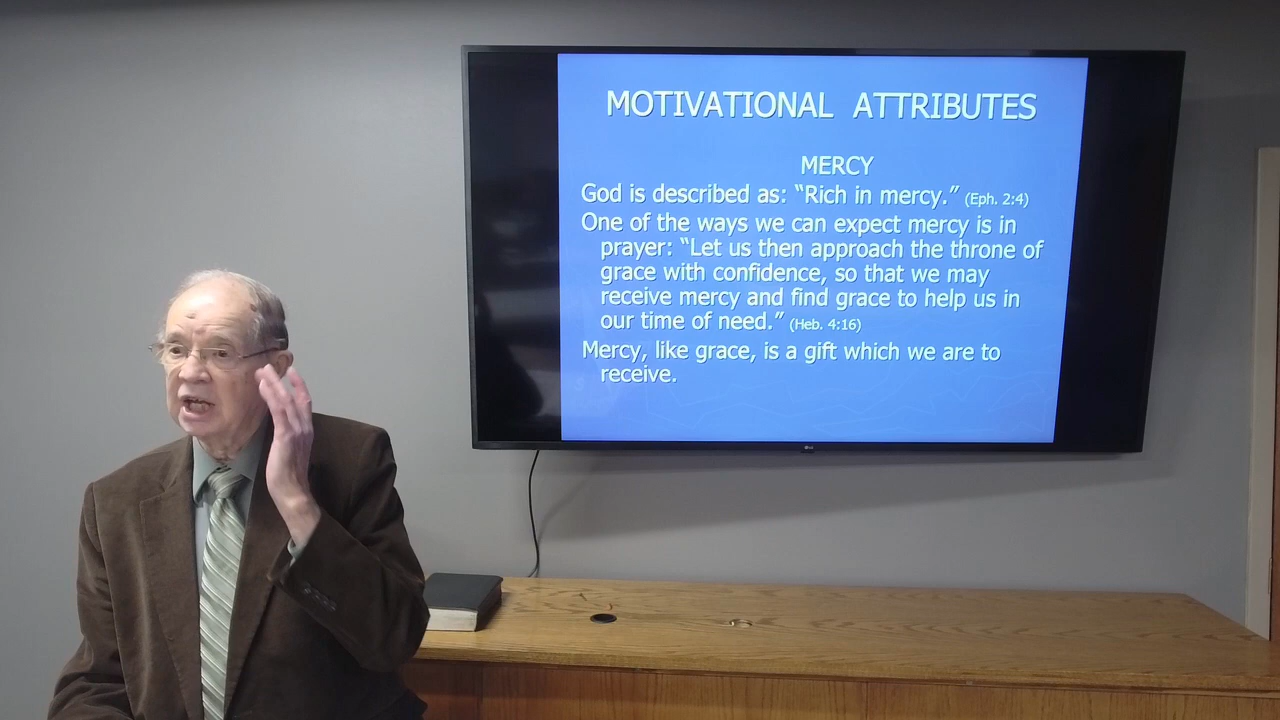 MOTIVATIONAL ATTRIBUTES
MERCY
God is described as: “Rich in mercy.” (Eph. 2:4)
One of the ways we can expect mercy is in
prayer: “Let us then approach the throne of
grace with confidence, so that we may
receive mercy and find grace to help us in
our time of need.” (Heb. 4:16)
Mercy, like grace, is a gift which we are to
receive.
LG